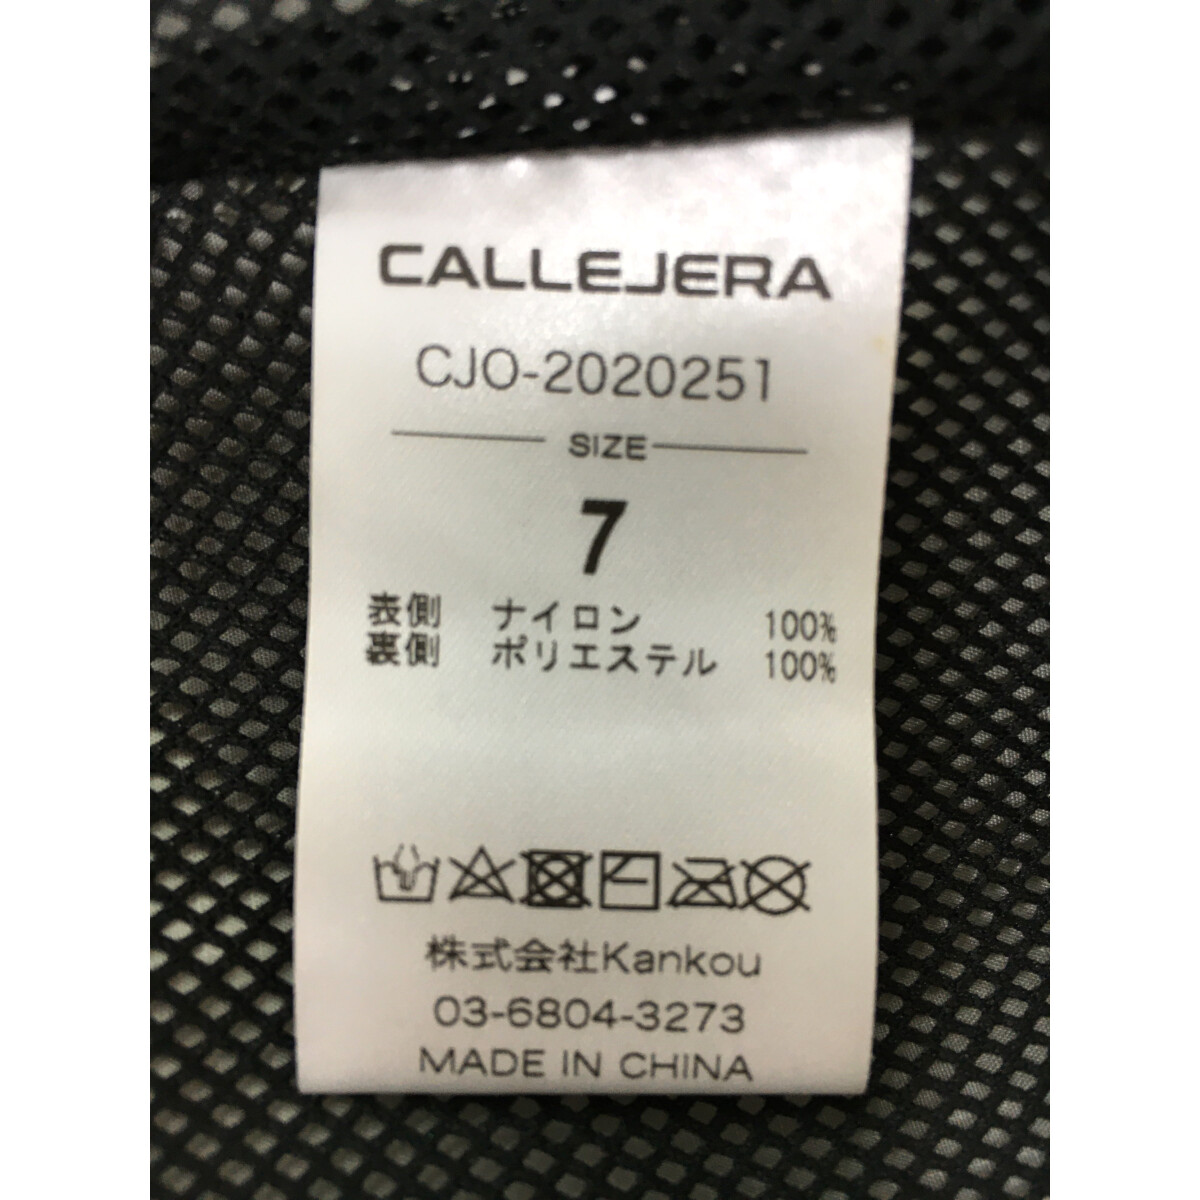 CALLEJERA
CJO-2020251
SIZE
7
表側 ナイロン 100%
裏側 ポリエステル 100%
株式会社Kankou
03-6804-3273
MADE IN CHINA